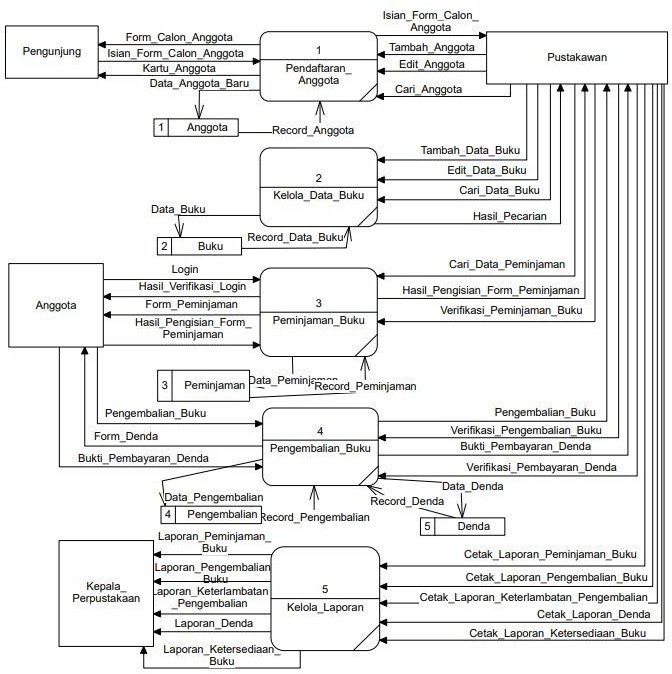 Isian_Form_Calon_
Anggota
Form_Calon_Anggota
Isian_Form_Calon_Anggota
Kartu_Anggota
Data_Anggota_Baru
Pengunjung
1
Pendaftaran_
Anggota
Tambah_Anggota
Edit_Anggota
Cari_Anggota
Pustakawan
1 Anggota
Record_Anggota
2
Kelola_Data_Buku
Tambah_Data_Buku
Edit_Data_Buku
Cari_Data_Buku
Hasil_Pecarian
Data_Buku
2 Buku
Record_Data_Buku
Anggota
Login
Hasil_Verifikasi_Login
Form_Peminjaman
Hasil_Pengisian_Form_
Peminjaman
3
Peminjaman_Buku
Cari_Data_Peminjaman
Hasil_Pengisian_Form_Peminjaman
Verifikasi_Peminjaman_Buku
3 Peminjaman
Record_Peminjaman
Pengembalian_Buku
Form_Denda
Bukti_Pembayaran_Denda
4
Pengembalian_Buku
Pengembalian_Buku
Verifikasi_Pengembalian_Buku
Bukti_Pembayaran_Denda
Verifikasi_Pembayaran_Denda
Data_Pengembalian
4 Pengembalian
Record_Pengembalian
Data_Denda
Record_Denda
5 Denda
Kepala_
Perpustakaan
Laporan_Peminjaman_
Buku
Laporan_Pengembalian
Buku
Laporan_Keterlambatan
_Pengembalian
Laporan_Denda
Laporan_Ketersediaan_
Buku
5
Kelola_Laporan
Cetak_Laporan_Peminjaman_Buku
Cetak_Laporan_Pengembalian_Buku
Cetak_Laporan_Keterlambatan_Pengembalian
Cetak_Laporan_Denda
Cetak_Laporan_Ketersediaan_Buku